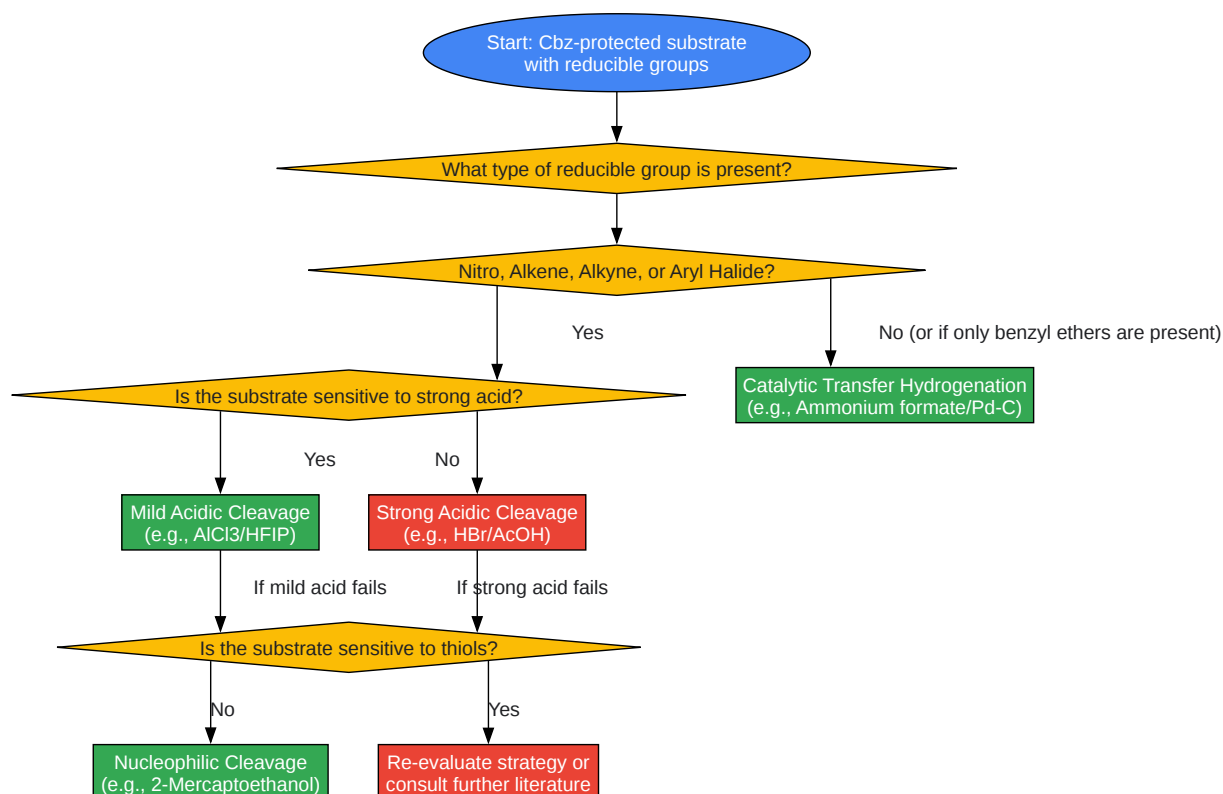 Start: Cbz-protected substrate
with reducible groups
What type of reducible group is present?
Nitro, Alkene, Alkyne, or Aryl Halide?
Yes
No (or if only benzyl ethers are present)
Is the substrate sensitive to strong acid?
Catalytic Transfer Hydrogenation
(e.g., Ammonium formate/Pd-C)
Yes
No
Mild Acidic Cleavage
(e.g., AlCl3/HFIP)
Strong Acidic Cleavage
(e.g., HBr/AcOH)
If mild acid fails
If strong acid fails
Is the substrate sensitive to thiols?
No
Yes
Nucleophilic Cleavage
(e.g., 2-Mercaptoethanol)
Re-evaluate strategy or
consult further literature